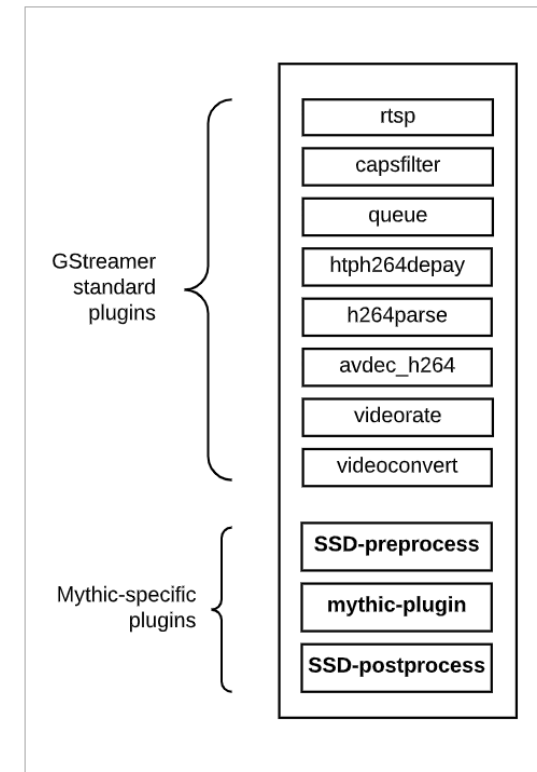 rtsp
capsfilter
queue
htph264depay
h264parse
avdec_h264
videorate
videoconvert
GStreamer
standard
plugins
SSD-preprocess
mythic-plugin
SSD-postprocess
Mythic-specific
plugins